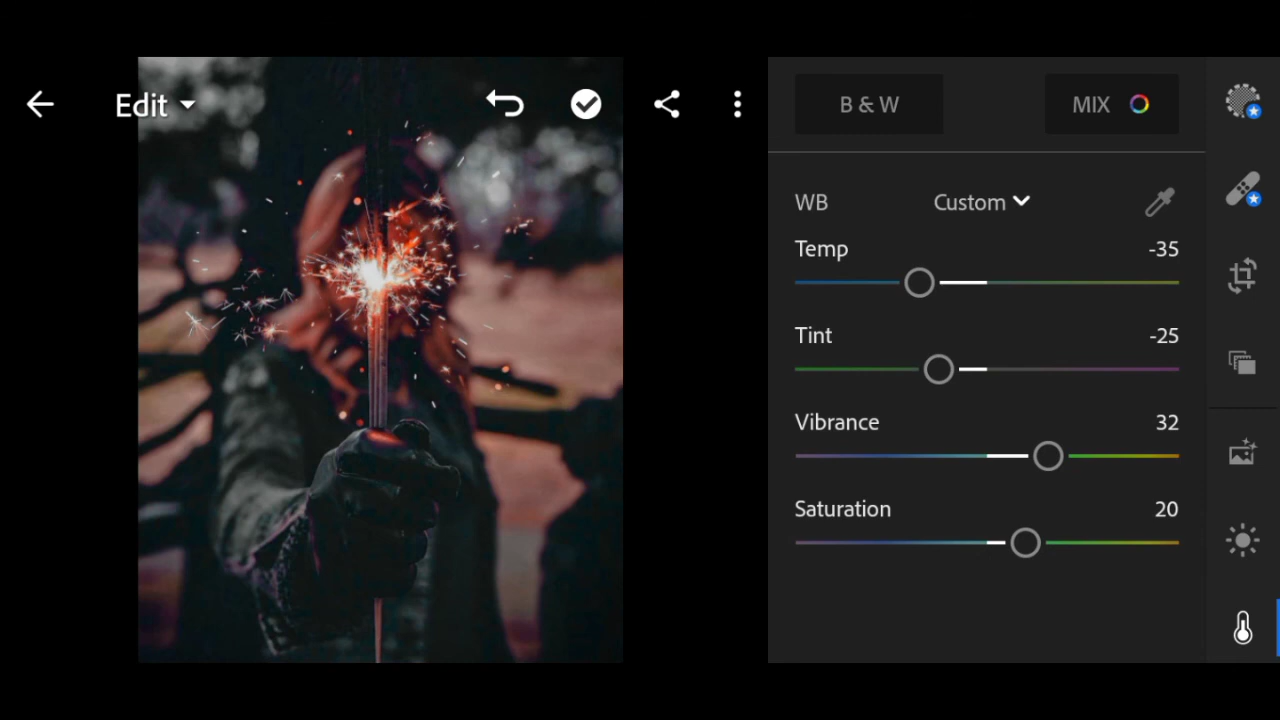 Edit
B & W
MIX
WB
Custom
Temp
-35
Tint
-25
Vibrance
32
Saturation
20